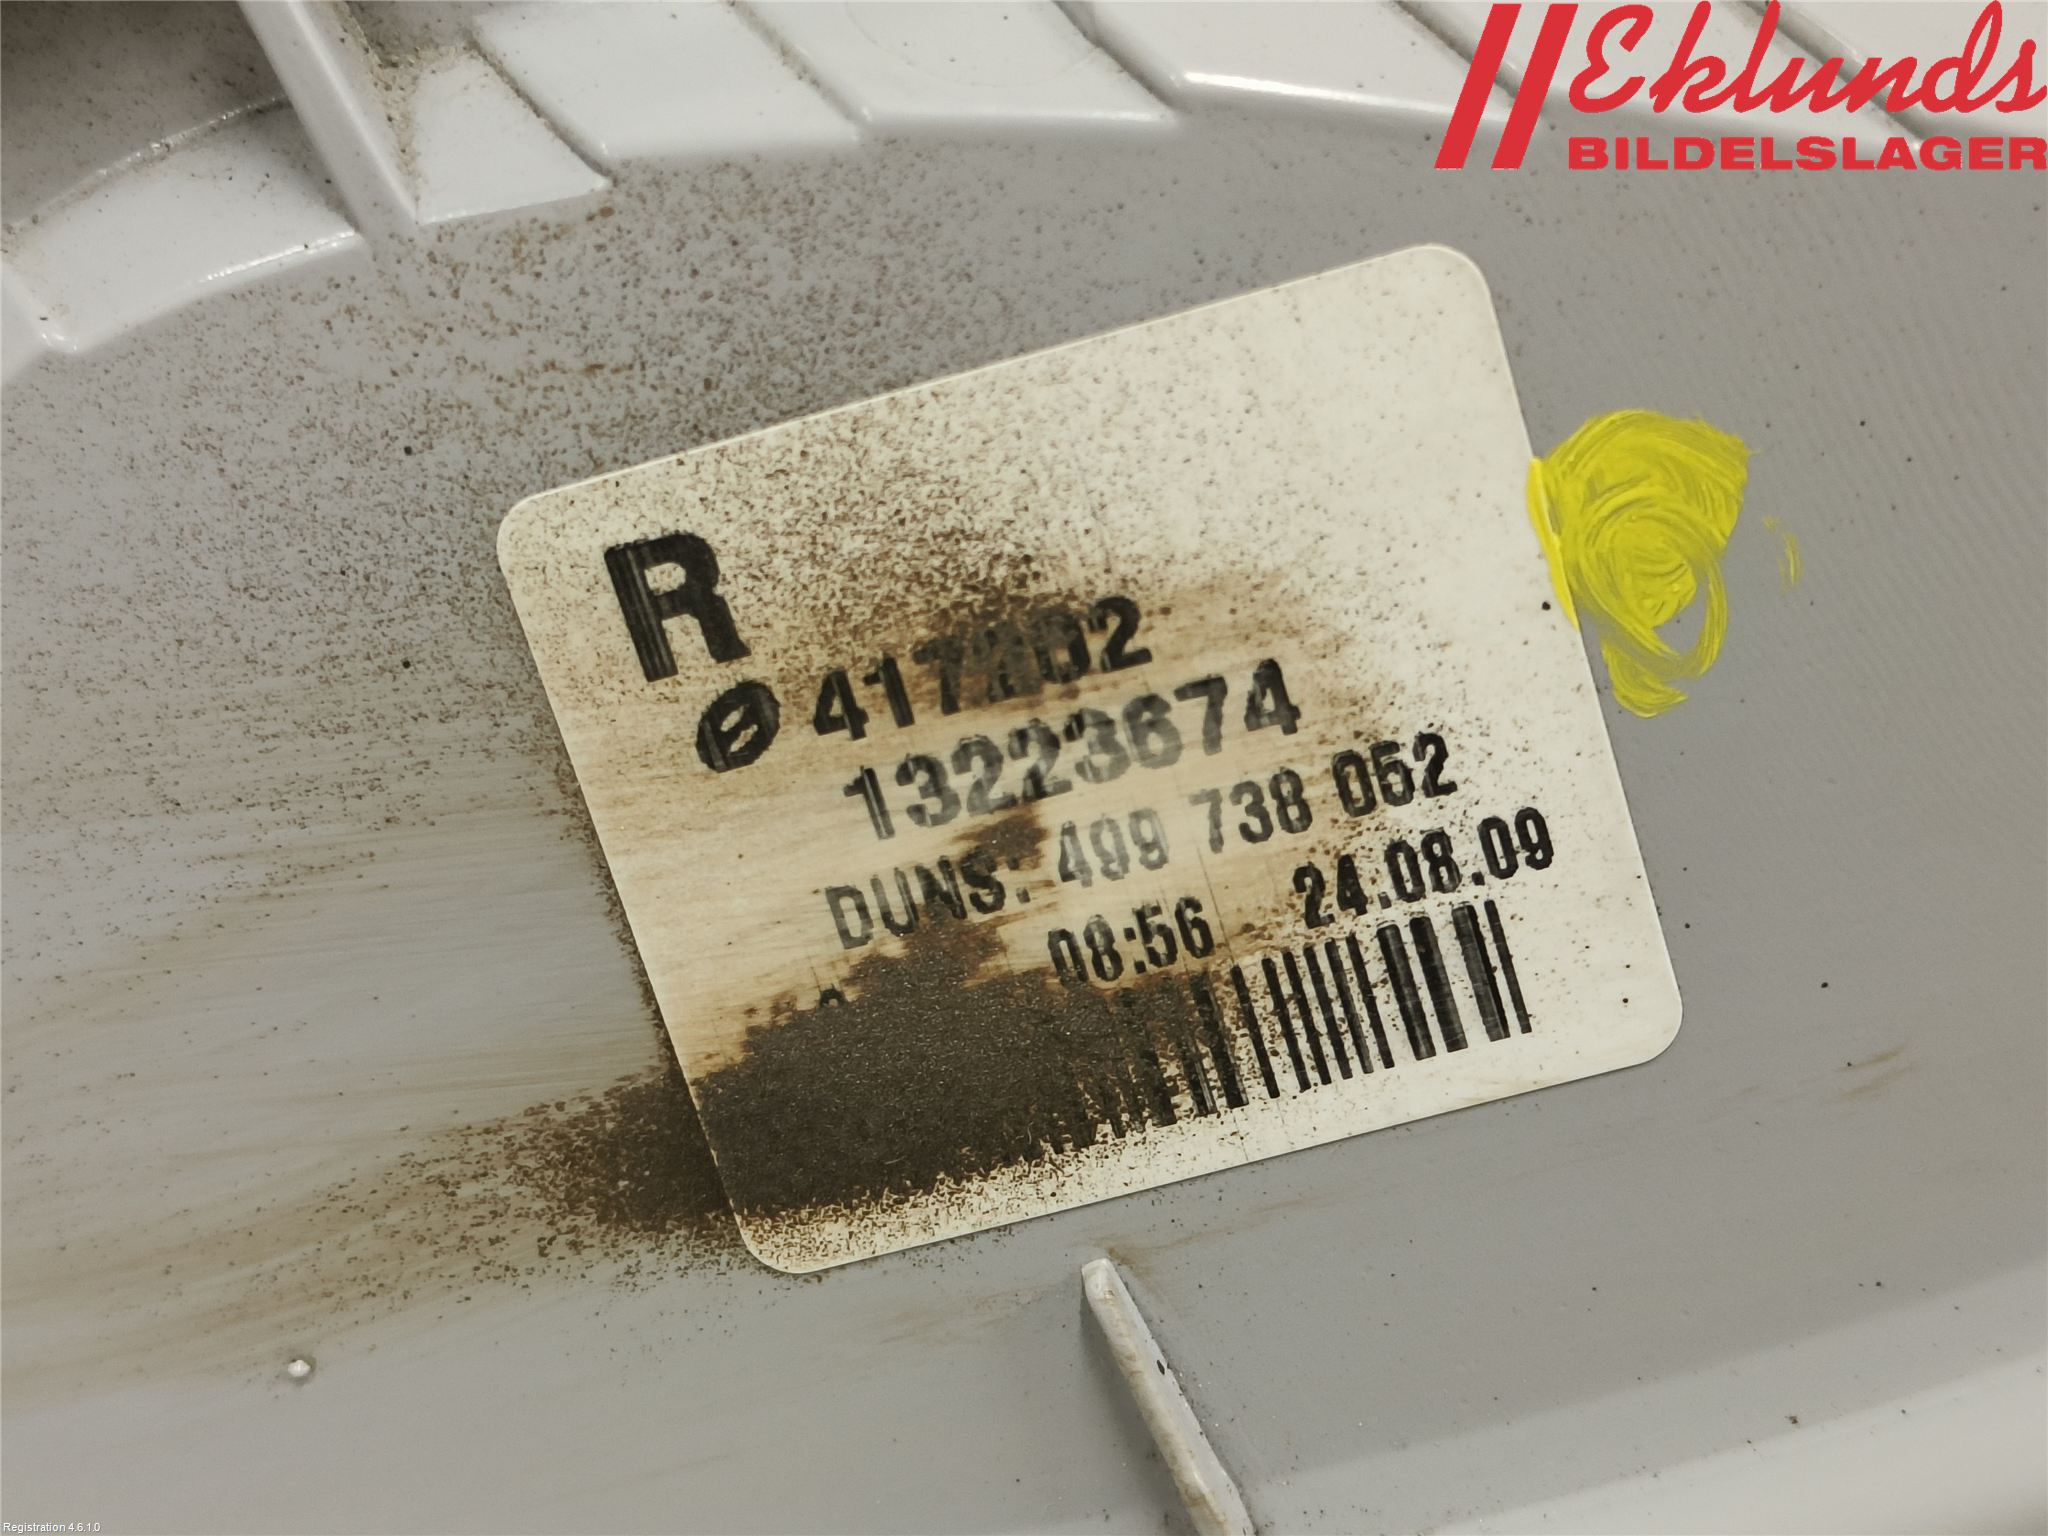 Eklunds
BILDELSLAGER
R
13223674
DUNS: 499 738 052
08:56 24.08.09
Registration 4.6.1.0